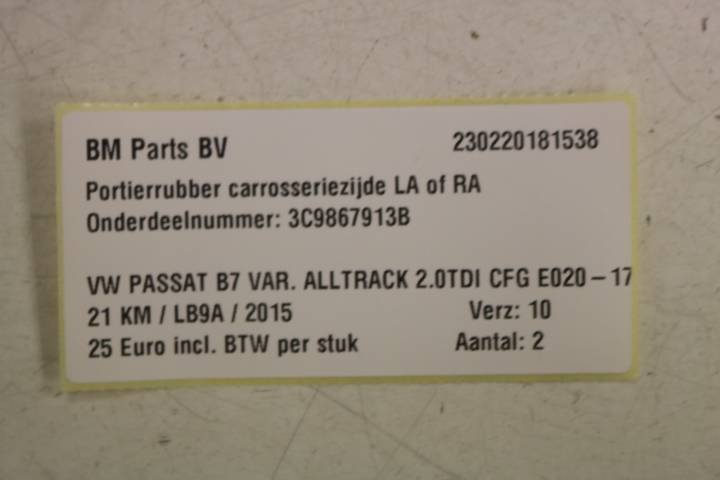 BM Parts BV 230220181538
Portierrubber carrosseriezijde LA of RA
Onderdeelnummer: 3C9867913B
VW PASSAT B7 VAR. ALLTRACK 2.0TDI CFG E020-17
21 KM / LB9A / 2015 Verz: 10
25 Euro incl. BTW per stuk Aantal: 2